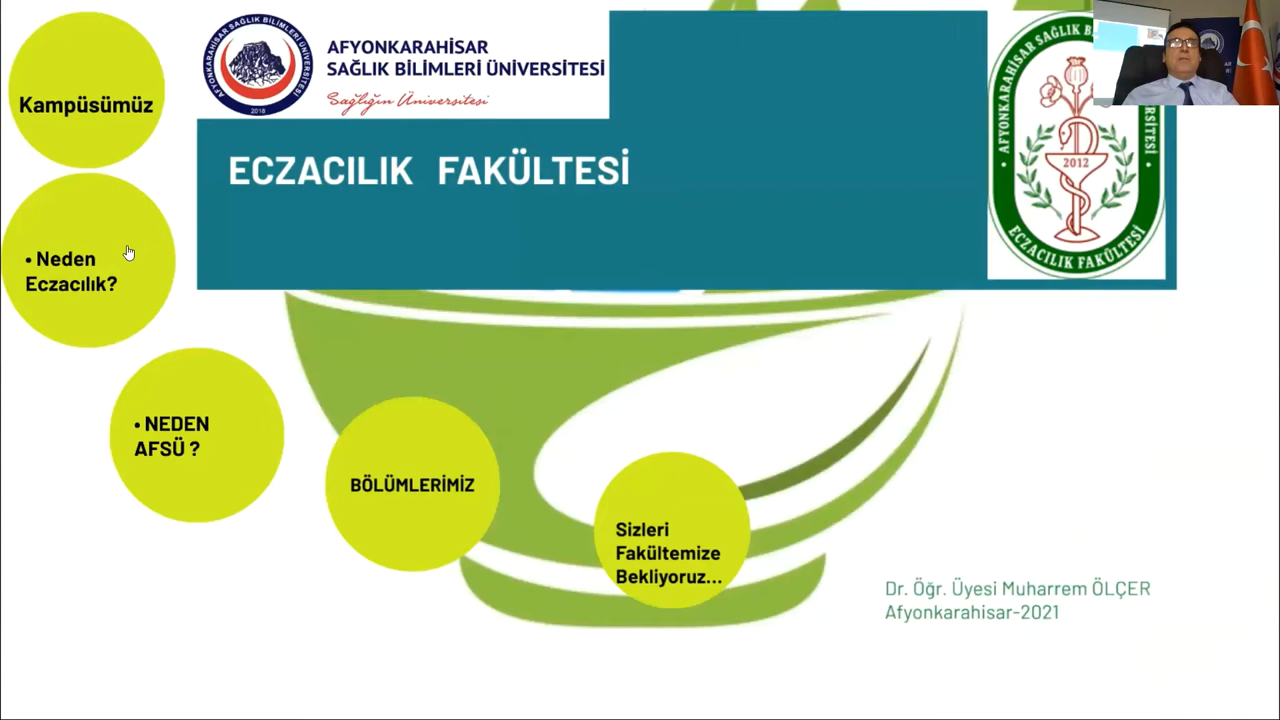 Kampüsümüz
• Neden
Eczacılık?
• NEDEN
AFSÜ ?
BÖLÜMLERİMİZ
Sizleri
Fakültemize
Bekliyoruz...
AFYONKARAHİSAR SAĞLIK BİLİMLERİ ÜNİVERSİTESİ
2018
AFYONKARAHİSAR
SAĞLIK BİLİMLERİ ÜNİVERSİTESİ
Sağlığın Üniversitesi
ECZACILIK FAKÜLTESİ
2012
ECZACILIK FAKÜLTESİ
Dr. Öğr. Üyesi Muharrem ÖLÇER
Afyonkarahisar-2021